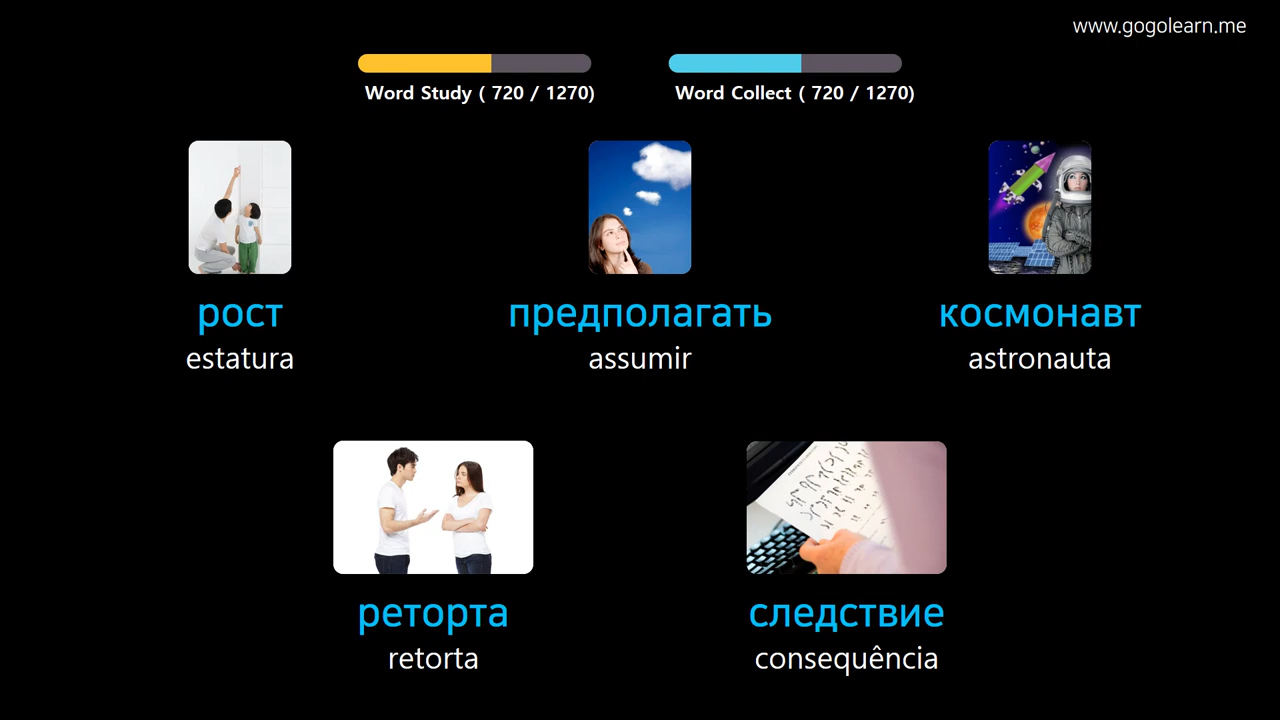 www.gogolearn.me
Word Study ( 720 / 1270)
Word Collect ( 720 / 1270)
рост
estatura
предполагать
assumir
космонавт
astronauta
реторта
retorta
следствие
consequência